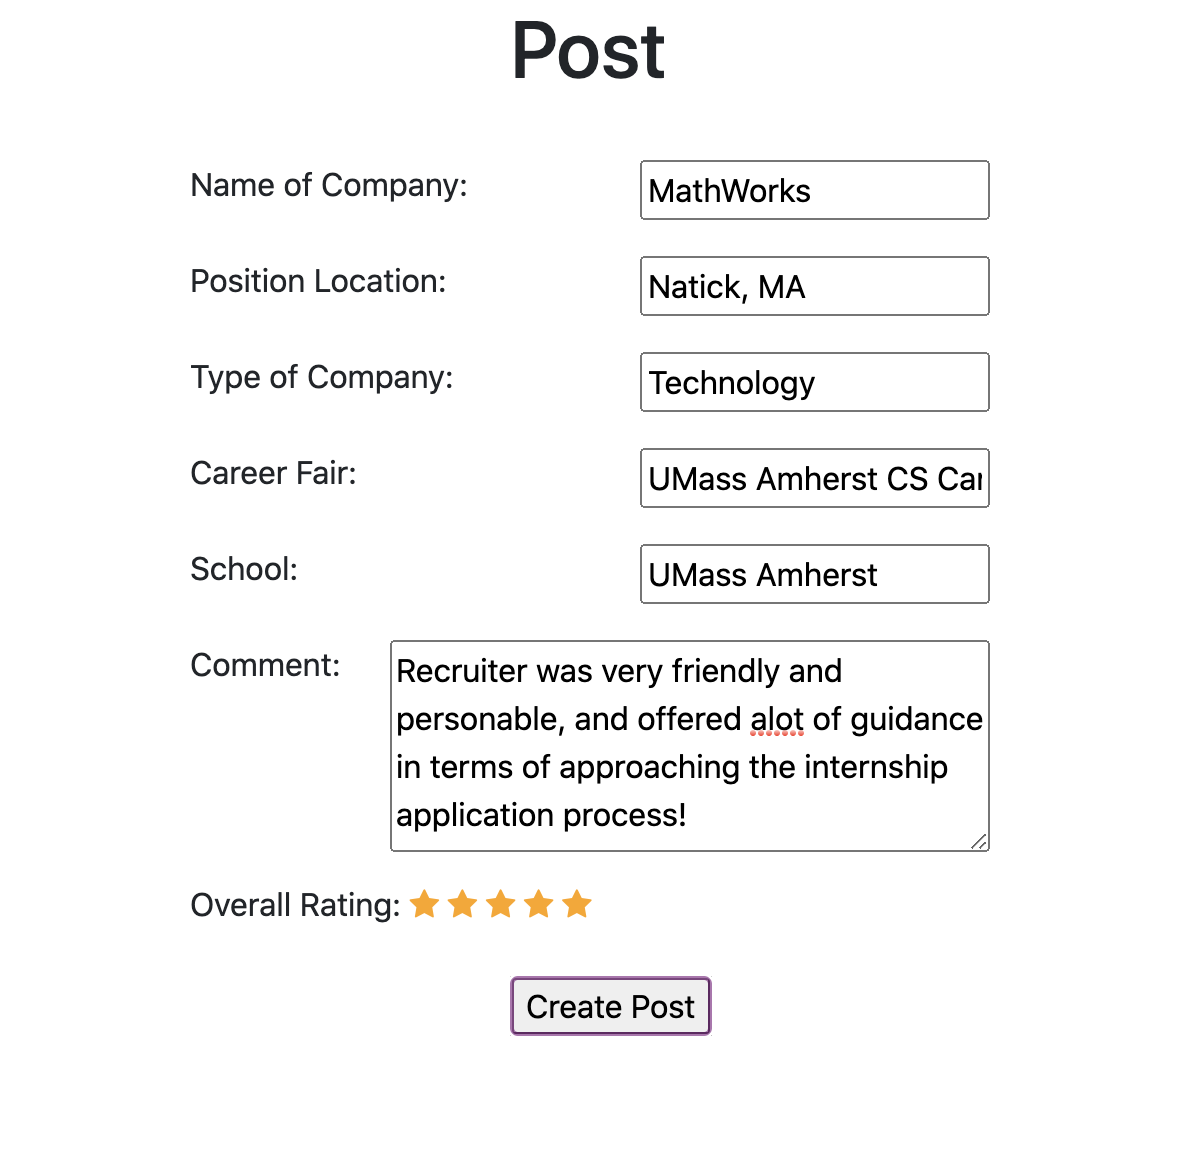 Post
Name of Company: MathWorks
Position Location: Natick, MA
Type of Company: Technology
Career Fair: UMass Amherst CS
School: UMass Amherst
Comment: Recruiter was very friendly and
personable, and offered alot of guidance
in terms of approaching the internship
application process!
Overall Rating:
Create Post